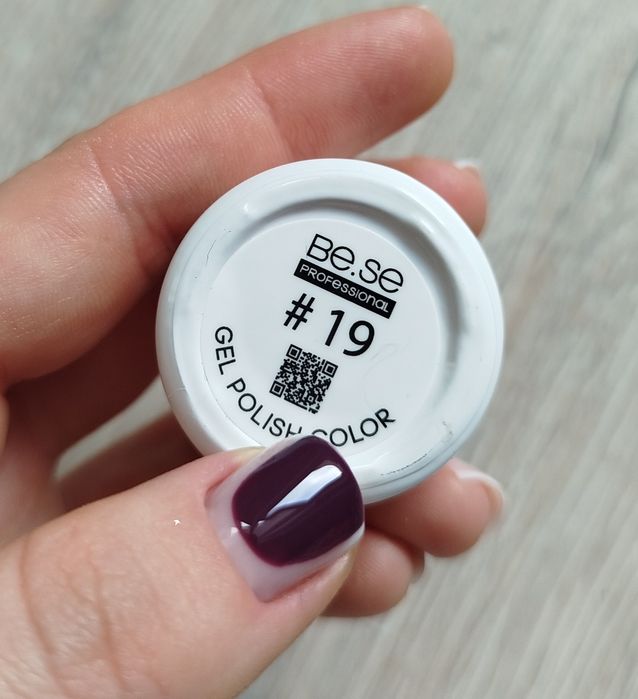 Be.se
PROFESSIONAL
# 19
GEL POLISH COLOR